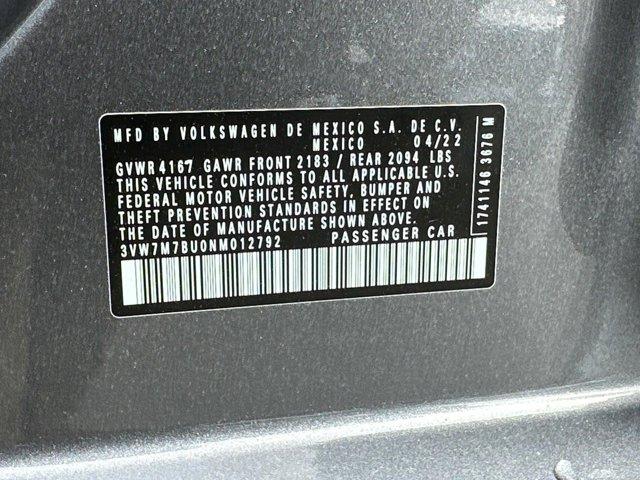 MFD BY VOLKSWAGEN DE MEXICO S.A. DE C.V.
MEXICO 04/22
GVWR 4167 GAWR FRONT 2183 / REAR 2094 LBS
THIS VEHICLE CONFORMS TO ALL APPLICABLE U.S.
FEDERAL MOTOR VEHICLE SAFETY, BUMPER AND
THEFT PREVENTION STANDARDS IN EFFECT ON
THE DATE OF MANUFACTURE SHOWN ABOVE.
3VW7M7BU0NM012792 PASSENGER CAR
1741146 3676 M